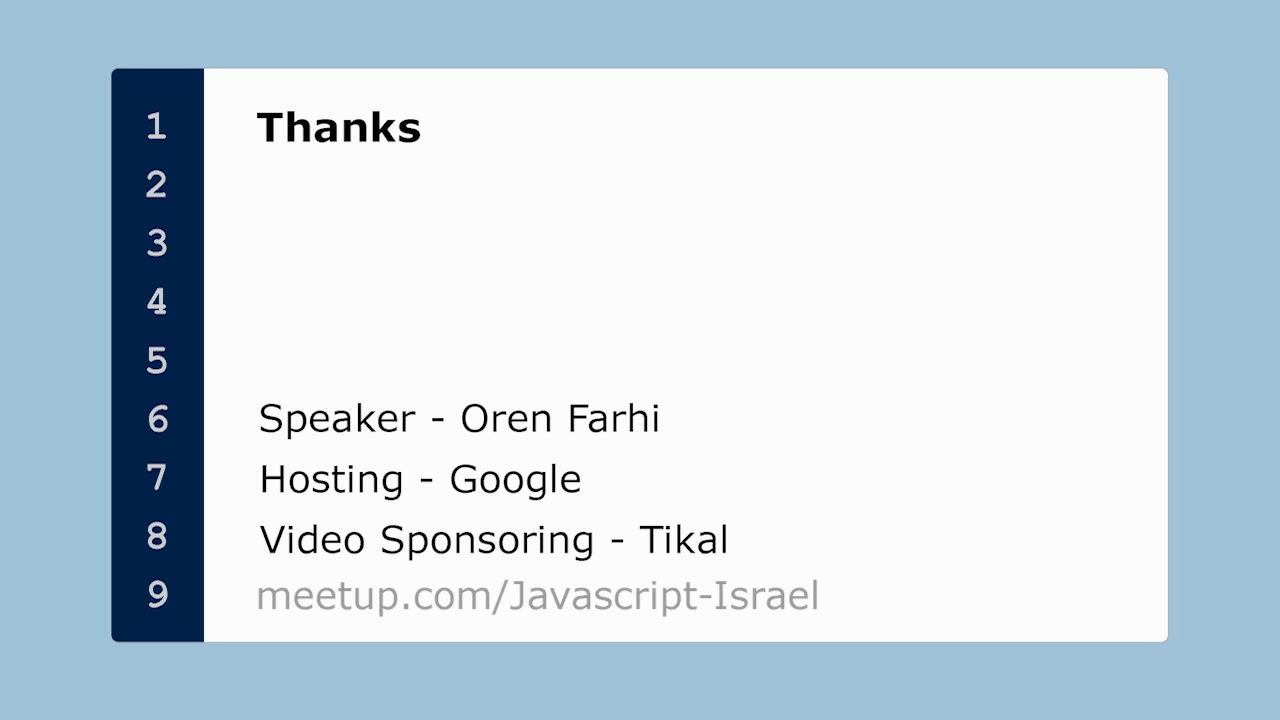 1 Thanks
2
3
4
5
6 Speaker - Oren Farhi
7 Hosting - Google
8 Video Sponsoring - Tikal
9 meetup.com/Javascript-Israel